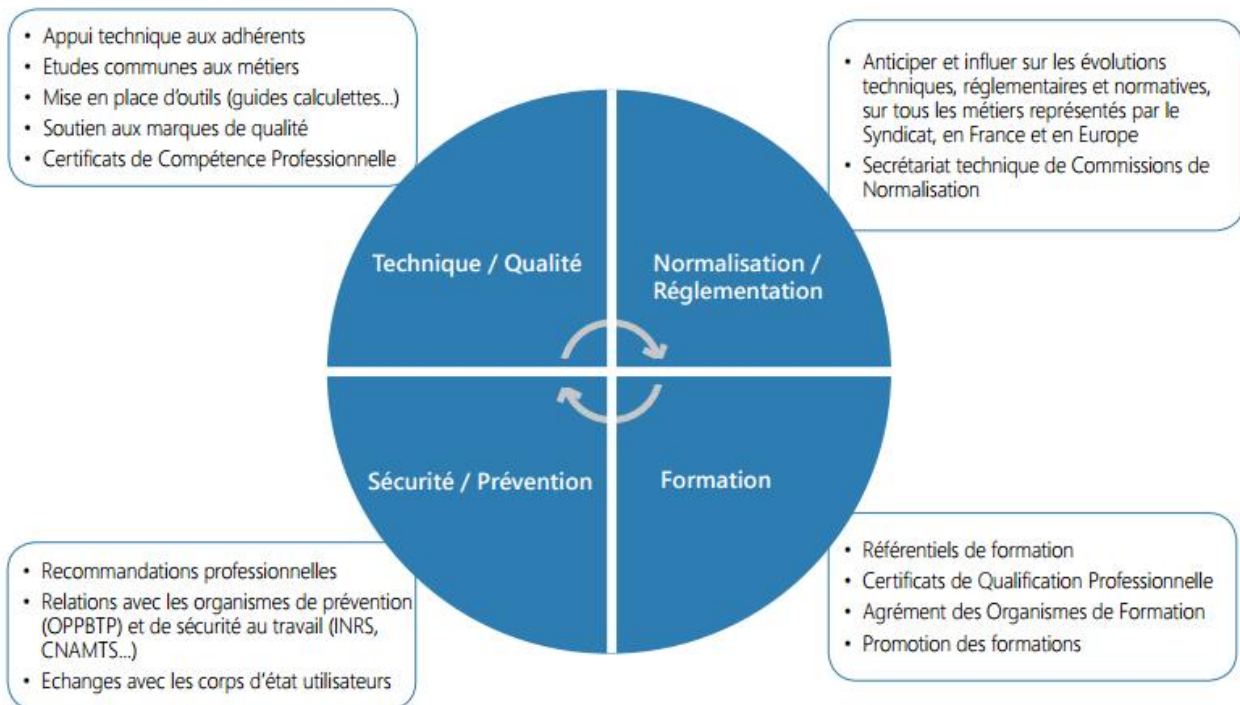 • Appui technique aux adhérents
• Etudes communes aux métiers
• Mise en place d'outils (guides calculettes...)
• Soutien aux marques de qualité
• Certificats de Compétence Professionnelle
• Anticiper et influer sur les évolutions
techniques, réglementaires et normatives,
sur tous les métiers représentés par le
Syndicat, en France et en Europe
• Secrétariat technique de Commissions de
Normalisation
Technique / Qualité
Normalisation /
Réglementation
Sécurité / Prévention
Formation
• Recommandations professionnelles
• Relations avec les organismes de prévention
(OPPBTP) et de sécurité au travail (INRS,
CNAMTS...)
• Echanges avec les corps d'état utilisateurs
• Référentiels de formation
• Certificats de Qualification Professionnelle
• Agrément des Organismes de Formation
• Promotion des formations